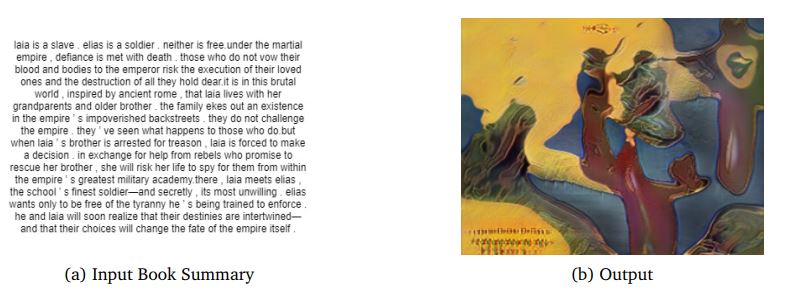 laia is a slave . elias is a soldier . neither is free.under the martial
empire , defiance is met with death . those who do not vow their
blood and bodies to the emperor risk the execution of their loved
ones and the destruction of all they hold dear.it is in this brutal
world , inspired by ancient rome , that laia lives with her
grandparents and older brother . the family ekes out an existence
in the empire ' s impoverished backstreets . they do not challenge
the empire . they ' ve seen what happens to those who do.but
when laia ' s brother is arrested for treason , laia is forced to make
a decision . in exchange for help from rebels who promise to
rescue her brother , she will risk her life to spy for them from within
the empire ' s greatest military academy.there , laia meets elias ,
the school ' s finest soldier—and secretly , its most unwilling . elias
wants only to be free of the tyranny he ' s being trained to enforce .
he and laia will soon realize that their destinies are intertwined—
and that their choices will change the fate of the empire itself .
(a) Input Book Summary
(b) Output